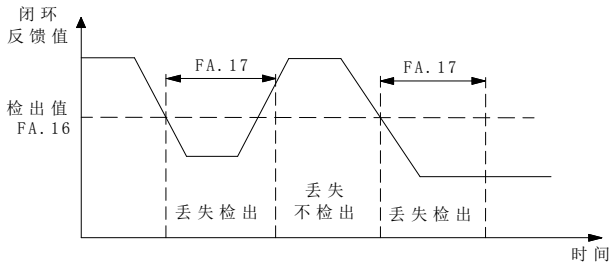 闭环
反馈值
FA.17
FA.17
检出值
FA.16
丢失检出
丢失
不检出
丢失检出
时间